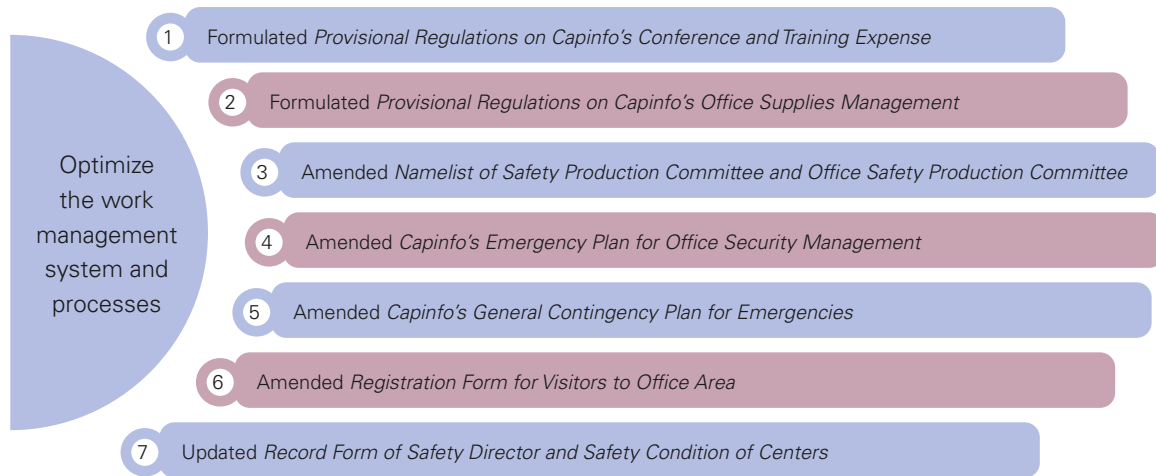 Optimize
the work
management
system and
processes
1 Formulated Provisional Regulations on Capinfo's Conference and Training Expense
2 Formulated Provisional Regulations on Capinfo's Office Supplies Management
3 Amended Namelist of Safety Production Committee and Office Safety Production Committee
4 Amended Capinfo's Emergency Plan for Office Security Management
5 Amended Capinfo's General Contingency Plan for Emergencies
6 Amended Registration Form for Visitors to Office Area
7 Updated Record Form of Safety Director and Safety Condition of Centers